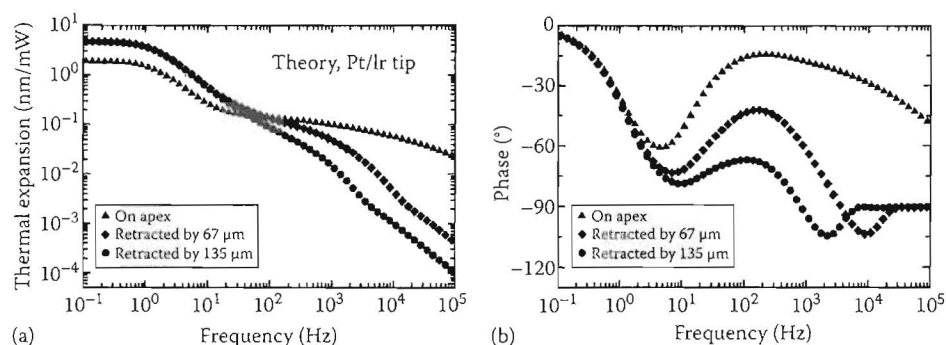 10¹
10⁰
10⁻¹
10⁻²
10⁻³
10⁻⁴
Thermal expansion (nm/mW)
Theory, Pt/Ir tip
On apex
Retracted by 67 μm
Retracted by 135 μm
10⁻¹ 10⁰ 10¹ 10² 10³ 10⁴ 10⁵
(a) Frequency (Hz)
0
−30
−60
−90
−120
Phase (°)
On apex
Retracted by 67 μm
Retracted by 135 μm
10⁻¹ 10⁰ 10¹ 10² 10³ 10⁴ 10⁵
(b) Frequency (Hz)